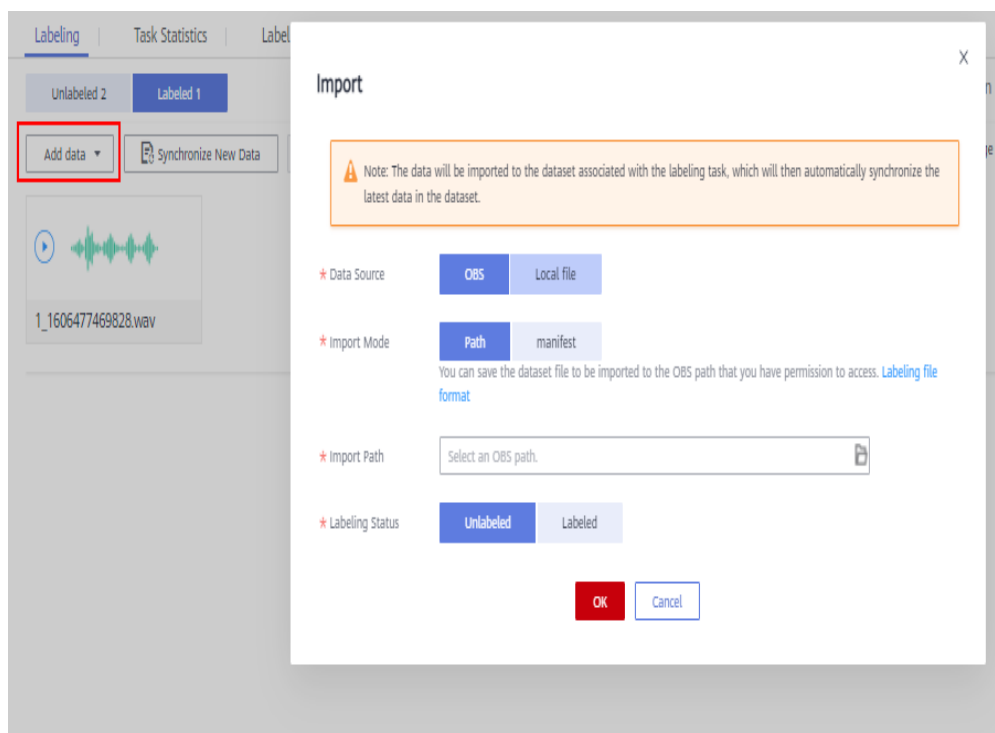 Labeling
Task Statistics
Unlabeled 2
Labeled 1
Add data
Synchronize New Data
1_1606477469828.wav
X
Import
Note: The data will be imported to the dataset associated with the labeling task, which will then automatically synchronize the
latest data in the dataset.
* Data Source
OBS
Local file
* Import Mode
Path
manifest
You can save the dataset file to be imported to the OBS path that you have permission to access. Labeling file
format
* Import Path
Select an OBS path.
* Labeling Status
Unlabeled
Labeled
OK
Cancel